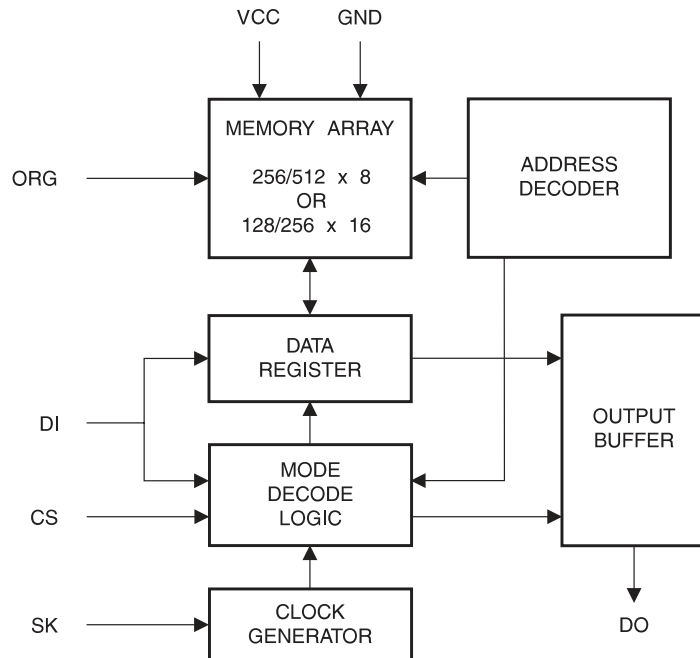 VCC
GND
MEMORY ARRAY
256/512 x 8
OR
128/256 x 16
ADDRESS
DECODER
ORG
DATA
REGISTER
OUTPUT
BUFFER
DI
MODE
DECODE
LOGIC
CS
CLOCK
GENERATOR
SK
DO